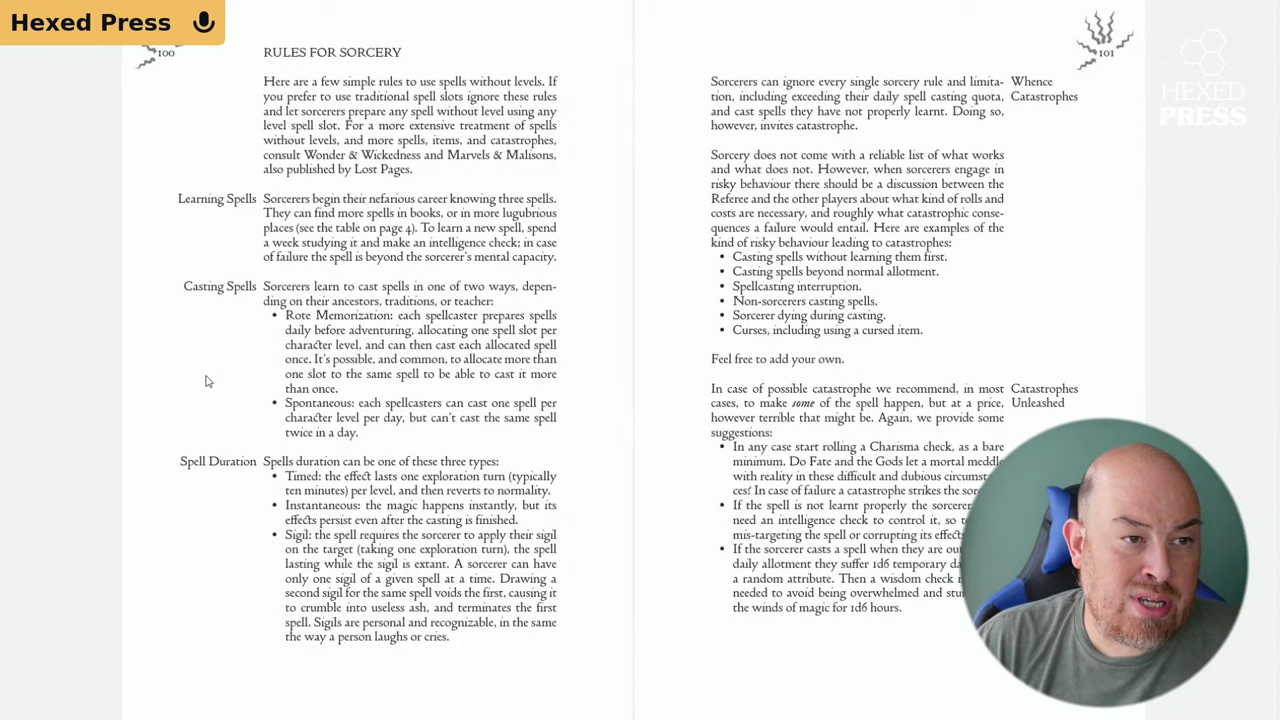 Hexed Press
100
RULES FOR SORCERY
Here are a few simple rules to use spells without levels. If
you prefer to use traditional spell slots ignore these rules
and let sorcerers prepare any spell without level using any
level spell slot. For a more extensive treatment of spells
without levels, and more spells, items, and catastrophes,
consult Wonder & Wickedness and Marvels & Malisons,
also published by Lost Pages.
Learning Spells
Sorcerers begin their nefarious career knowing three spells.
They can find more spells in books, or in more lugubrious
places (see the table on page 4). To learn a new spell, spend
a week studying it and make an intelligence check; in case
of failure the spell is beyond the sorcerer's mental capacity.
Casting Spells
Sorcerers learn to cast spells in one of two ways, depen-
ding on their ancestors, traditions, or teacher:
• Rote Memorization: each spellcaster prepares spells
daily before adventuring, allocating one spell slot per
character level, and can then cast each allocated spell
once. It's possible, and common, to allocate more than
one slot to the same spell to be able to cast it more
than once.
• Spontaneous: each spellcasters can cast one spell per
character level per day, but can't cast the same spell
twice in a day.
Spell Duration
Spells duration can be one of these three types:
• Timed: the effect lasts one exploration turn (typically
ten minutes) per level, and then reverts to normality.
• Instantaneous: the magic happens instantly, but its
effects persist even after the casting is finished.
• Sigil: the spell requires the sorcerer to apply their sigil
on the target (taking one exploration turn), the spell
lasting while the sigil is extant. A sorcerer can have
only one sigil of a given spell at a time. Drawing a
second sigil for the same spell voids the first, causing it
to crumble into useless ash, and terminates the first
spell. Sigils are personal and recognizable, in the same
the way a person laughs or cries.
101
Whence
Catastrophes
Sorcerers can ignore every single sorcery rule and limita-
tion, including exceeding their daily spell casting quota,
and cast spells they have not properly learnt. Doing so,
however, invites catastrophe.
Sorcery does not come with a reliable list of what works
and what does not. However, when sorcerers engage in
risky behaviour there should be a discussion between the
Referee and the other players about what kind of rolls and
costs are necessary, and roughly what catastrophic conse-
quences a failure would entail. Here are examples of the
kind of risky behaviour leading to catastrophes:
• Casting spells without learning them first.
• Casting spells beyond normal allotment.
• Spellcasting interruption.
• Non-sorcerers casting spells.
• Sorcerer dying during casting.
• Curses, including using a cursed item.
Feel free to add your own.
Catastrophes
Unleashed
In case of possible catastrophe we recommend, in most
cases, to make some of the spell happen, but at a price,
however terrible that might be. Again, we provide some
suggestions:
• In any case start rolling a Charisma check, as a bare
minimum. Do Fate and the Gods let a mortal meddle
with reality in these difficult and dubious circumst
ces? In case of failure a catastrophe strikes the sor
• If the spell is not learnt properly the sorcerer
need an intelligence check to control it, so
mis-targeting the spell or corrupting its effec
• If the sorcerer casts a spell when they are ou
daily allotment they suffer 1d6 temporary da
a random attribute. Then a wisdom check
needed to avoid being overwhelmed and stu
the winds of magic for 1d6 hours.
HEXED
PRESS